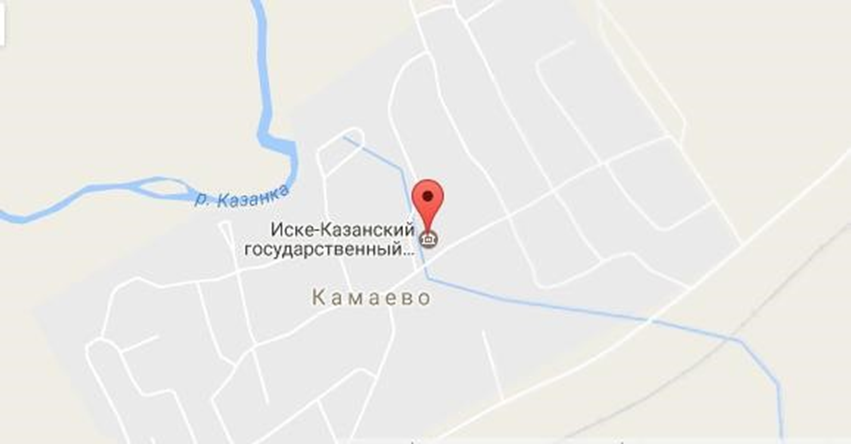 р. Казанка
Иске-Казанский
государственный...
Камаево